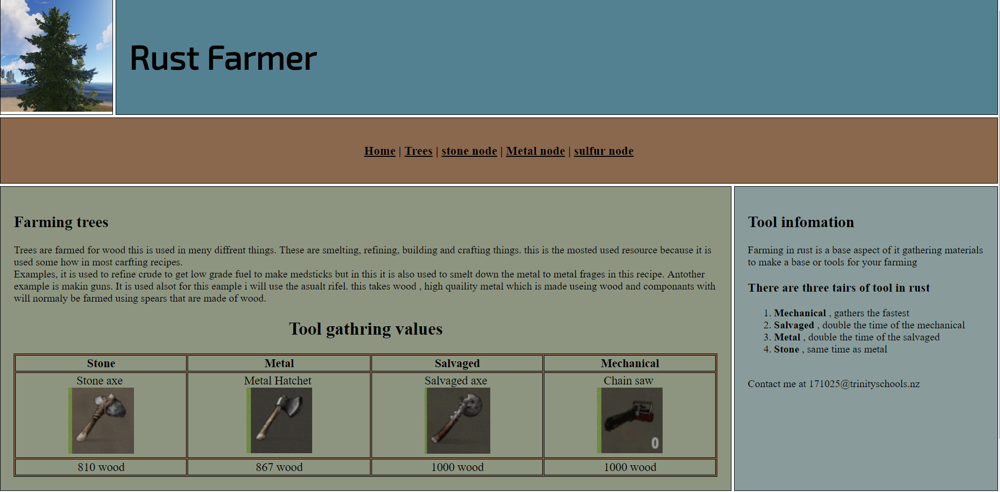 Rust Farmer
Home | Trees | stone node | Metal node | sulfur node
Farming trees
Trees are farmed for wood this is used in meny diffrent things. These are smelting, refining, building and crafting things. this is the mosted used resource because it is
used some how in most carfting recipes.
Examples, it is used to refine crude to get low grade fuel to make medsticks but in this it is also used to smelt down the metal to metal frages in this recipe. Antother
example is makin guns. It is used alsot for this eample i will use the asualt rifel. this takes wood , high quaility metal which is made useing wood and componants with
will normaly be farmed using spears that are made of wood.
Tool gathring values
Stone Metal Salvaged Mechanical
Stone axe Metal Hatchet Salvaged axe Chain saw
0
810 wood 867 wood 1000 wood 1000 wood
Tool infomation
Farming in rust is a base aspect of it gathering materials
to make a base or tools for your farming
There are three tairs of tool in rust
1. Mechanical , gathers the fastest
2. Salvaged , double the time of the mechanical
3. Metal , double the time of the salvaged
4. Stone , same time as metal
Contact me at 171025@trinityschools.nz